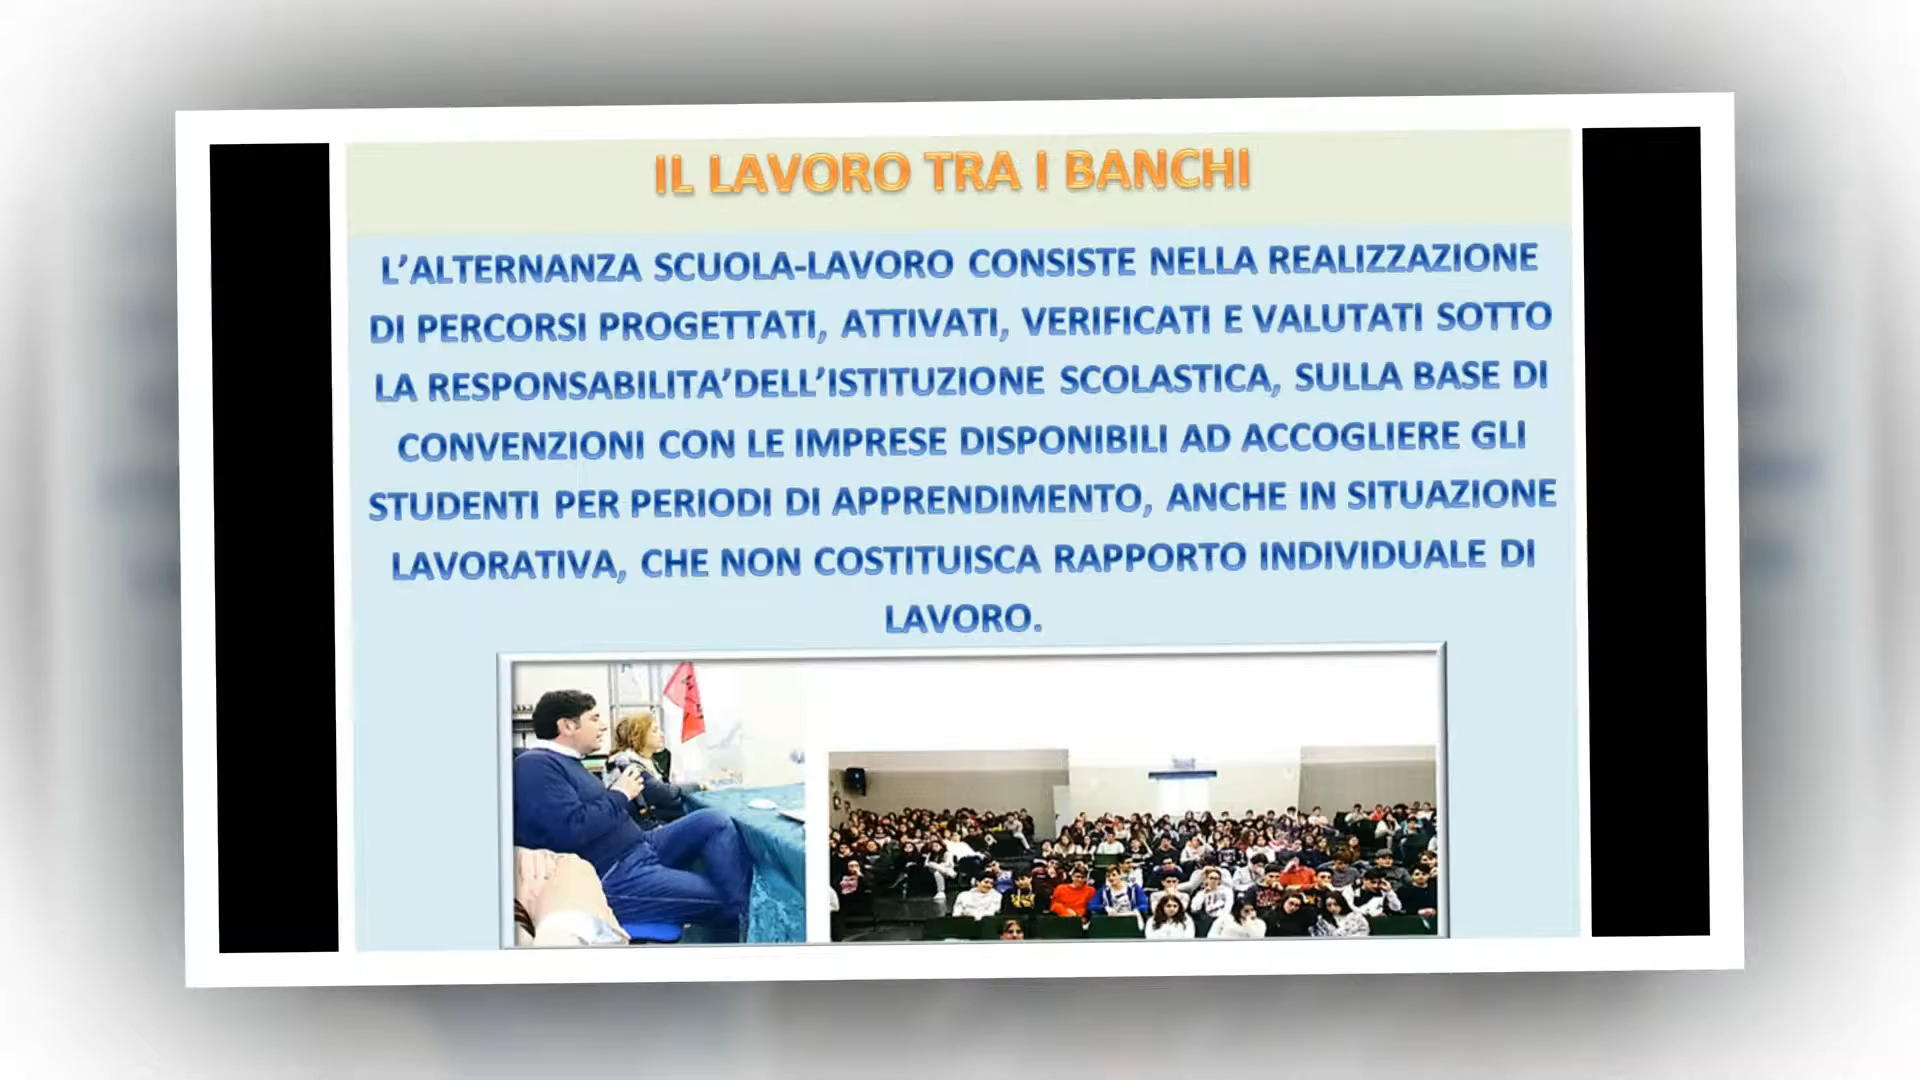 IL LAVORO TRA I BANCHI
L’ALTERNANZA SCUOLA-LAVORO CONSISTE NELLA REALIZZAZIONE
DI PERCORSI PROGETTATI, ATTIVATI, VERIFICATI E VALUTATI SOTTO
LA RESPONSABILITA’DELL’ISTITUZIONE SCOLASTICA, SULLA BASE DI
CONVENZIONI CON LE IMPRESE DISPONIBILI AD ACCOGLIERE GLI
STUDENTI PER PERIODI DI APPRENDIMENTO, ANCHE IN SITUAZIONE
LAVORATIVA, CHE NON COSTITUISCA RAPPORTO INDIVIDUALE DI
LAVORO.